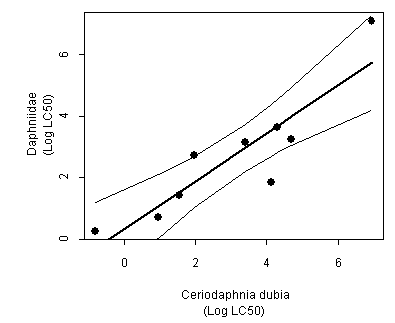 Daphniidae
(Log LC50)
6
4
2
0
0 2 4 6
Ceriodaphnia dubia
(Log LC50)